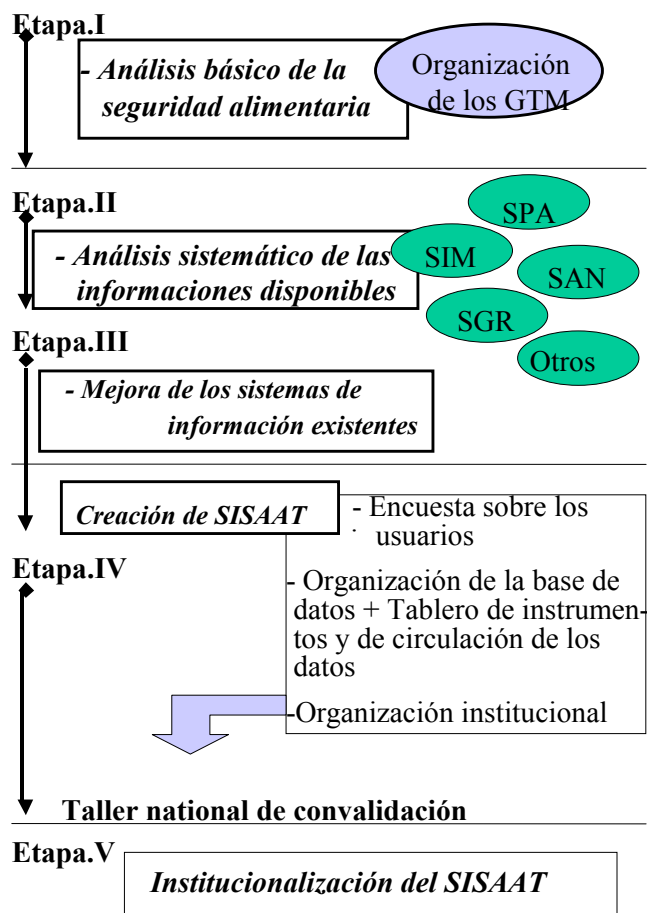 Etapa.I
- Análisis básico de la
seguridad alimentaria
Organización
de los GTM
Etapa.II
- Análisis sistemático de las
informaciones disponibles
SPA
SIM
SAN
SGR
Otros
Etapa.III
- Mejora de los sistemas de
información existentes
Creación de SISAAT
- Encuesta sobre los
usuarios
- Organización de la base de
datos + Tablero de instrumen-
tos y de circulación de los
datos
-Organización institucional
Etapa.IV
Taller national de convalidación
Etapa.V
Institucionalización del SISAAT